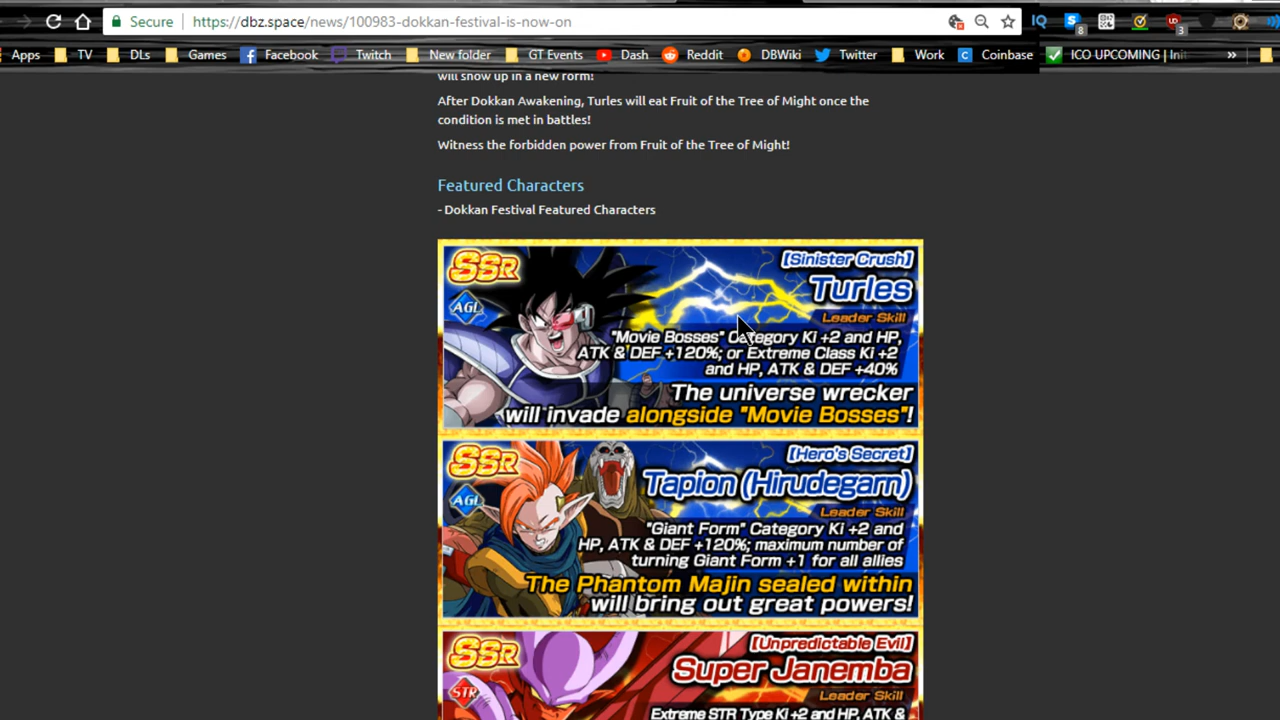 Secure https://dbz.space/news/100983-dokkan-festival-is-now-on IQ 8 3
Apps TV DLs Games Facebook Twitch New folder GT Events Dash Reddit DBWiki Twitter Work Coinbase ICO UPCOMING | Init »
will show up in a new form!
After Dokkan Awakening, Turles will eat Fruit of the Tree of Might once the
condition is met in battles!
Witness the forbidden power from Fruit of the Tree of Might!
Featured Characters
- Dokkan Festival Featured Characters
SSR
AGL
[Sinister Crush]
Turles
Leader Skill
"Movie Bosses" Category Ki +2 and HP,
ATK & DEF +120%; or Extreme Class Ki +2
and HP, ATK & DEF +40%
The universe wrecker
will invade alongside "Movie Bosses"!
SSR
AGL
[Hero's Secret]
Tapion (Hirudegarn)
Leader Skill
"Giant Form" Category Ki +2 and
HP, ATK & DEF +120%; maximum number of
turning Giant Form +1 for all allies
The Phantom Majin sealed within
will bring out great powers!
SSR
STR
[Unpredictable Evil]
Super Janemba
Leader Skill
Extreme STR Type Ki +2 and HP, ATK &